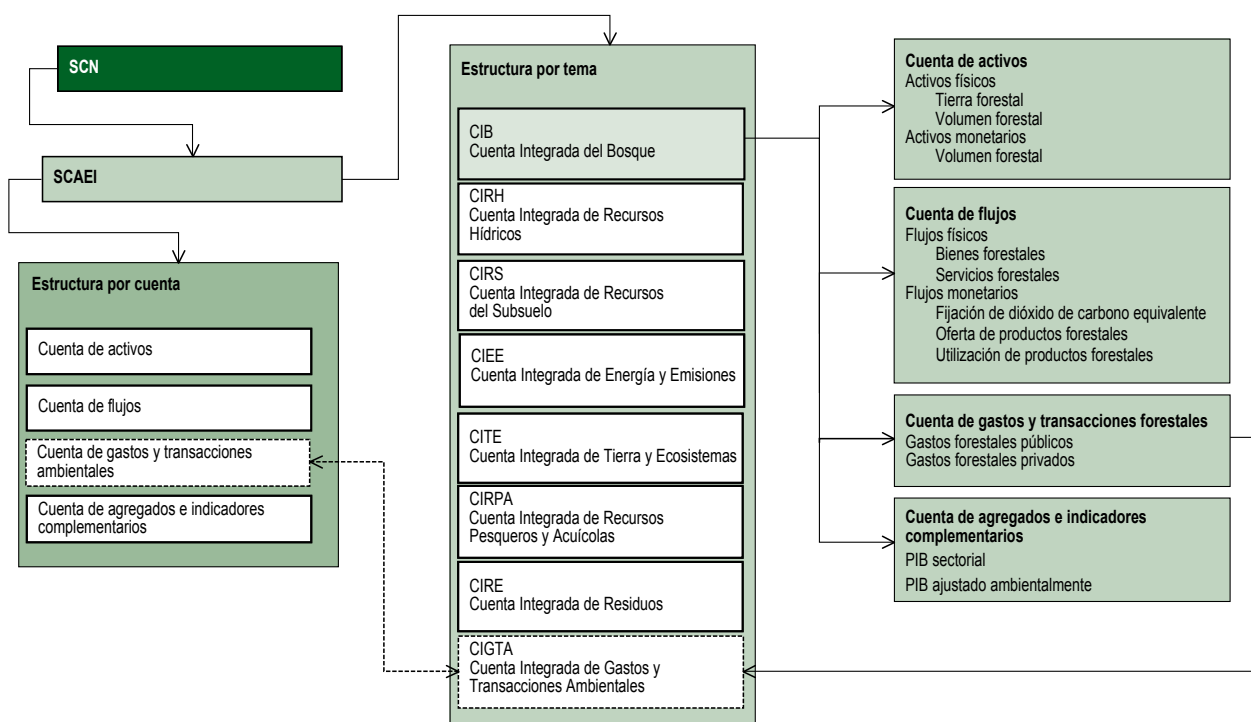 SCN
SCAEI
Estructura por cuenta
Cuenta de activos
Cuenta de flujos
Cuenta de gastos y transacciones
ambientales
Cuenta de agregados e indicadores
complementarios
Estructura por tema
CIB
Cuenta Integrada del Bosque
CIRH
Cuenta Integrada de Recursos
Hídricos
CIRS
Cuenta Integrada de Recursos
del Subsuelo
CIEE
Cuenta Integrada de Energía y Emisiones
CITE
Cuenta Integrada de Tierra y Ecosistemas
CIRPA
Cuenta Integrada de Recursos
Pesqueros y Acuícolas
CIRE
Cuenta Integrada de Residuos
CIGTA
Cuenta Integrada de Gastos y
Transacciones Ambientales
Cuenta de activos
Activos físicos
Tierra forestal
Volumen forestal
Activos monetarios
Volumen forestal
Cuenta de flujos
Flujos físicos
Bienes forestales
Servicios forestales
Flujos monetarios
Fijación de dióxido de carbono equivalente
Oferta de productos forestales
Utilización de productos forestales
Cuenta de gastos y transacciones forestales
Gastos forestales públicos
Gastos forestales privados
Cuenta de agregados e indicadores
complementarios
PIB sectorial
PIB ajustado ambientalmente